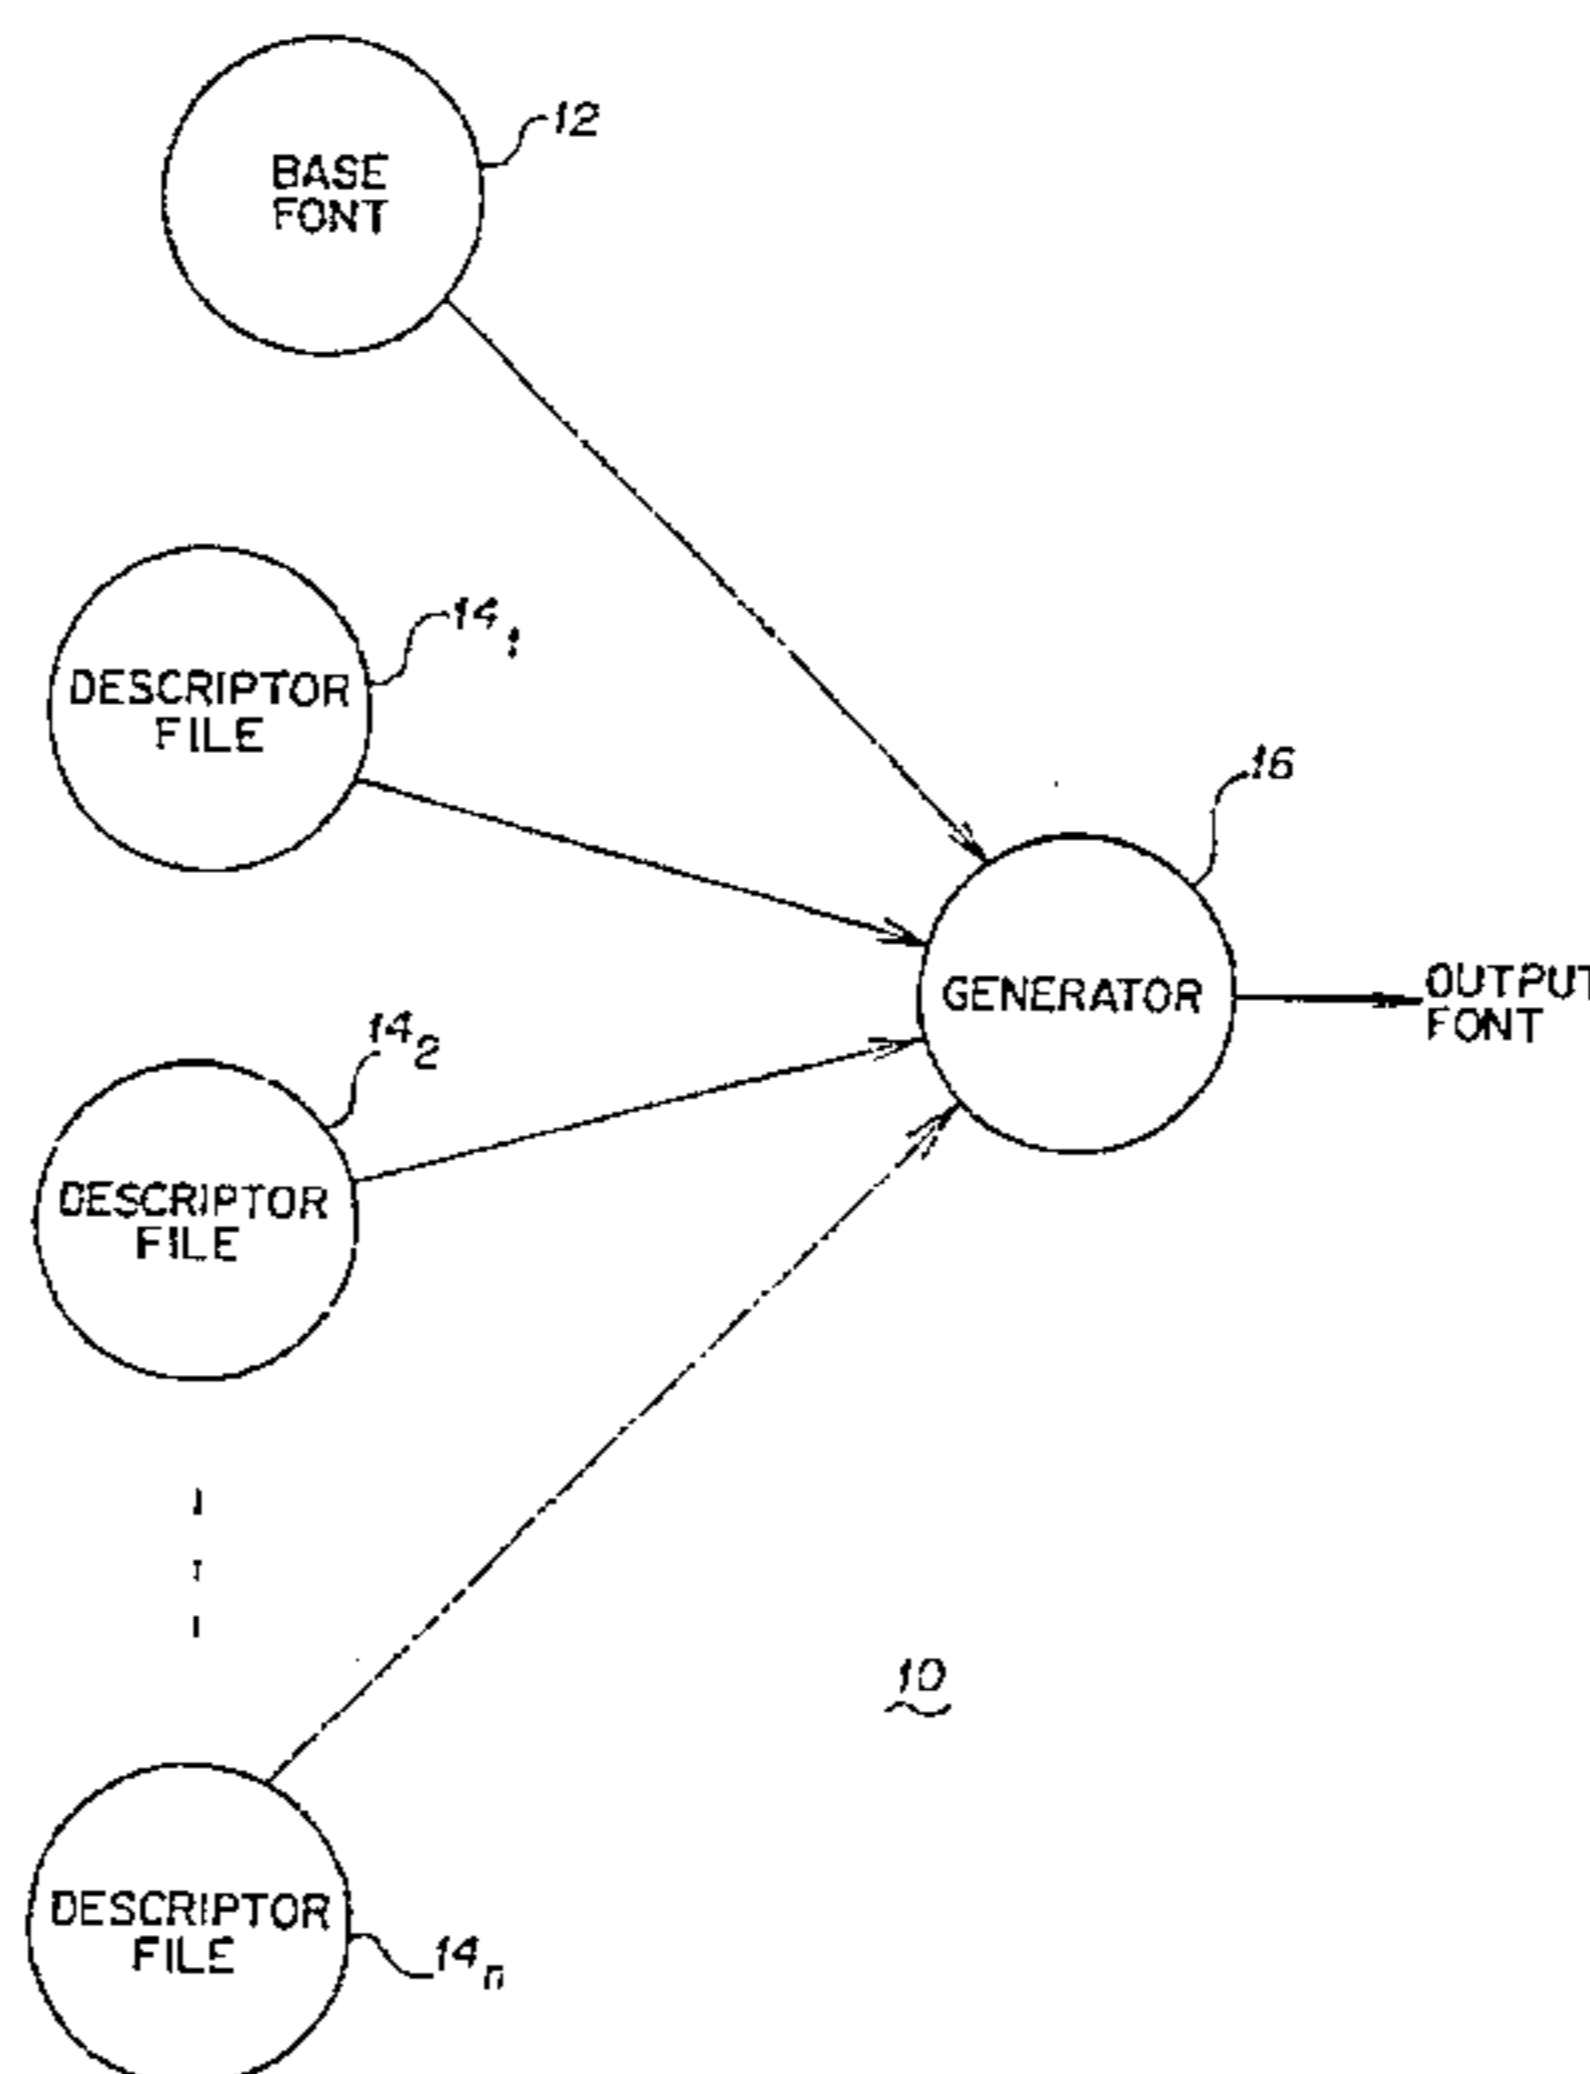 12
BASE
FONT
14₁
DESCRIPTOR
FILE
16
GENERATOR
OUTPUT
FONT
14₂
DESCRIPTOR
FILE
10
DESCRIPTOR
FILE
14ₙ